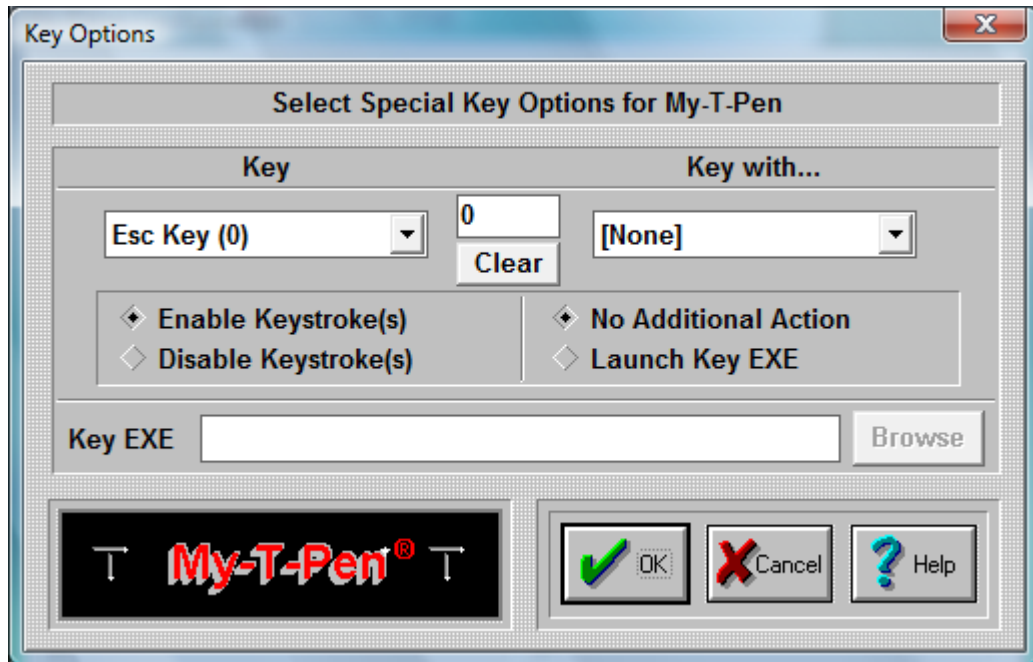 Key Options
Select Special Key Options for My-T-Pen
Key
Key with...
Esc Key (0)
0
[None]
Clear
Enable Keystroke(s)
No Additional Action
Disable Keystroke(s)
Launch Key EXE
Key EXE
Browse
My-T-Pen®
OK
Cancel
Help